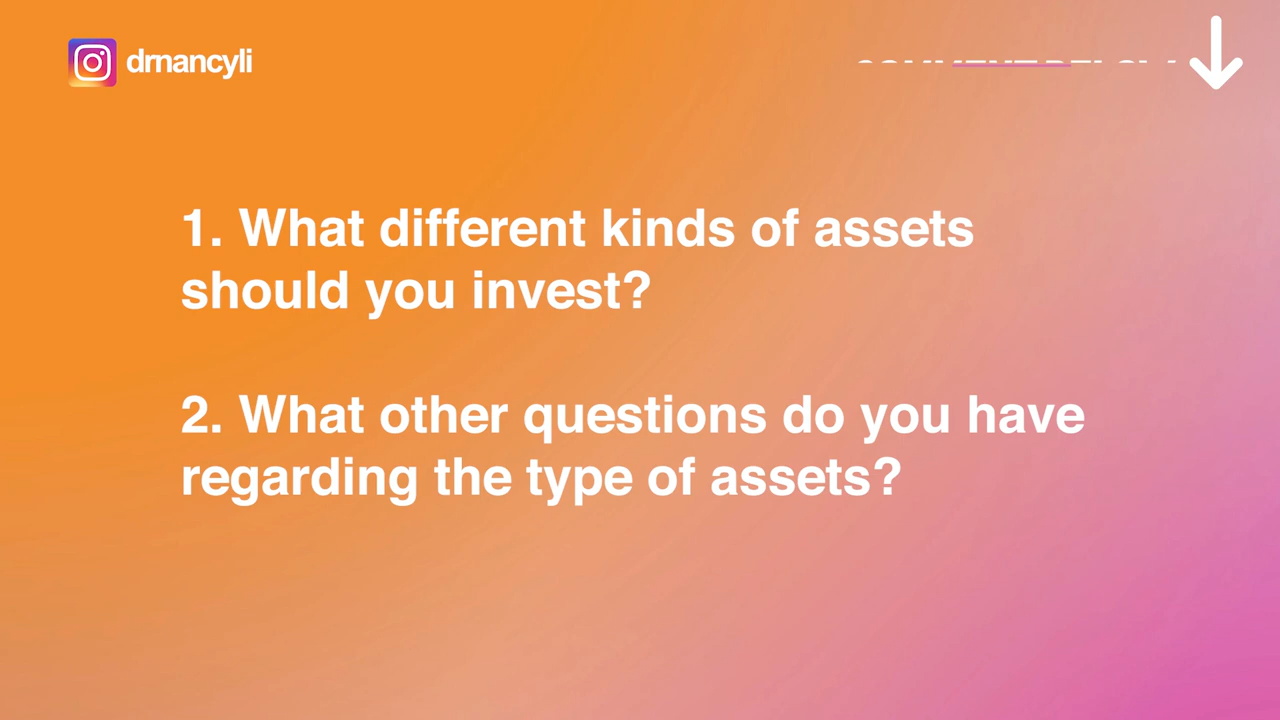 drnancyli
1. What different kinds of assets
should you invest?
2. What other questions do you have
regarding the type of assets?